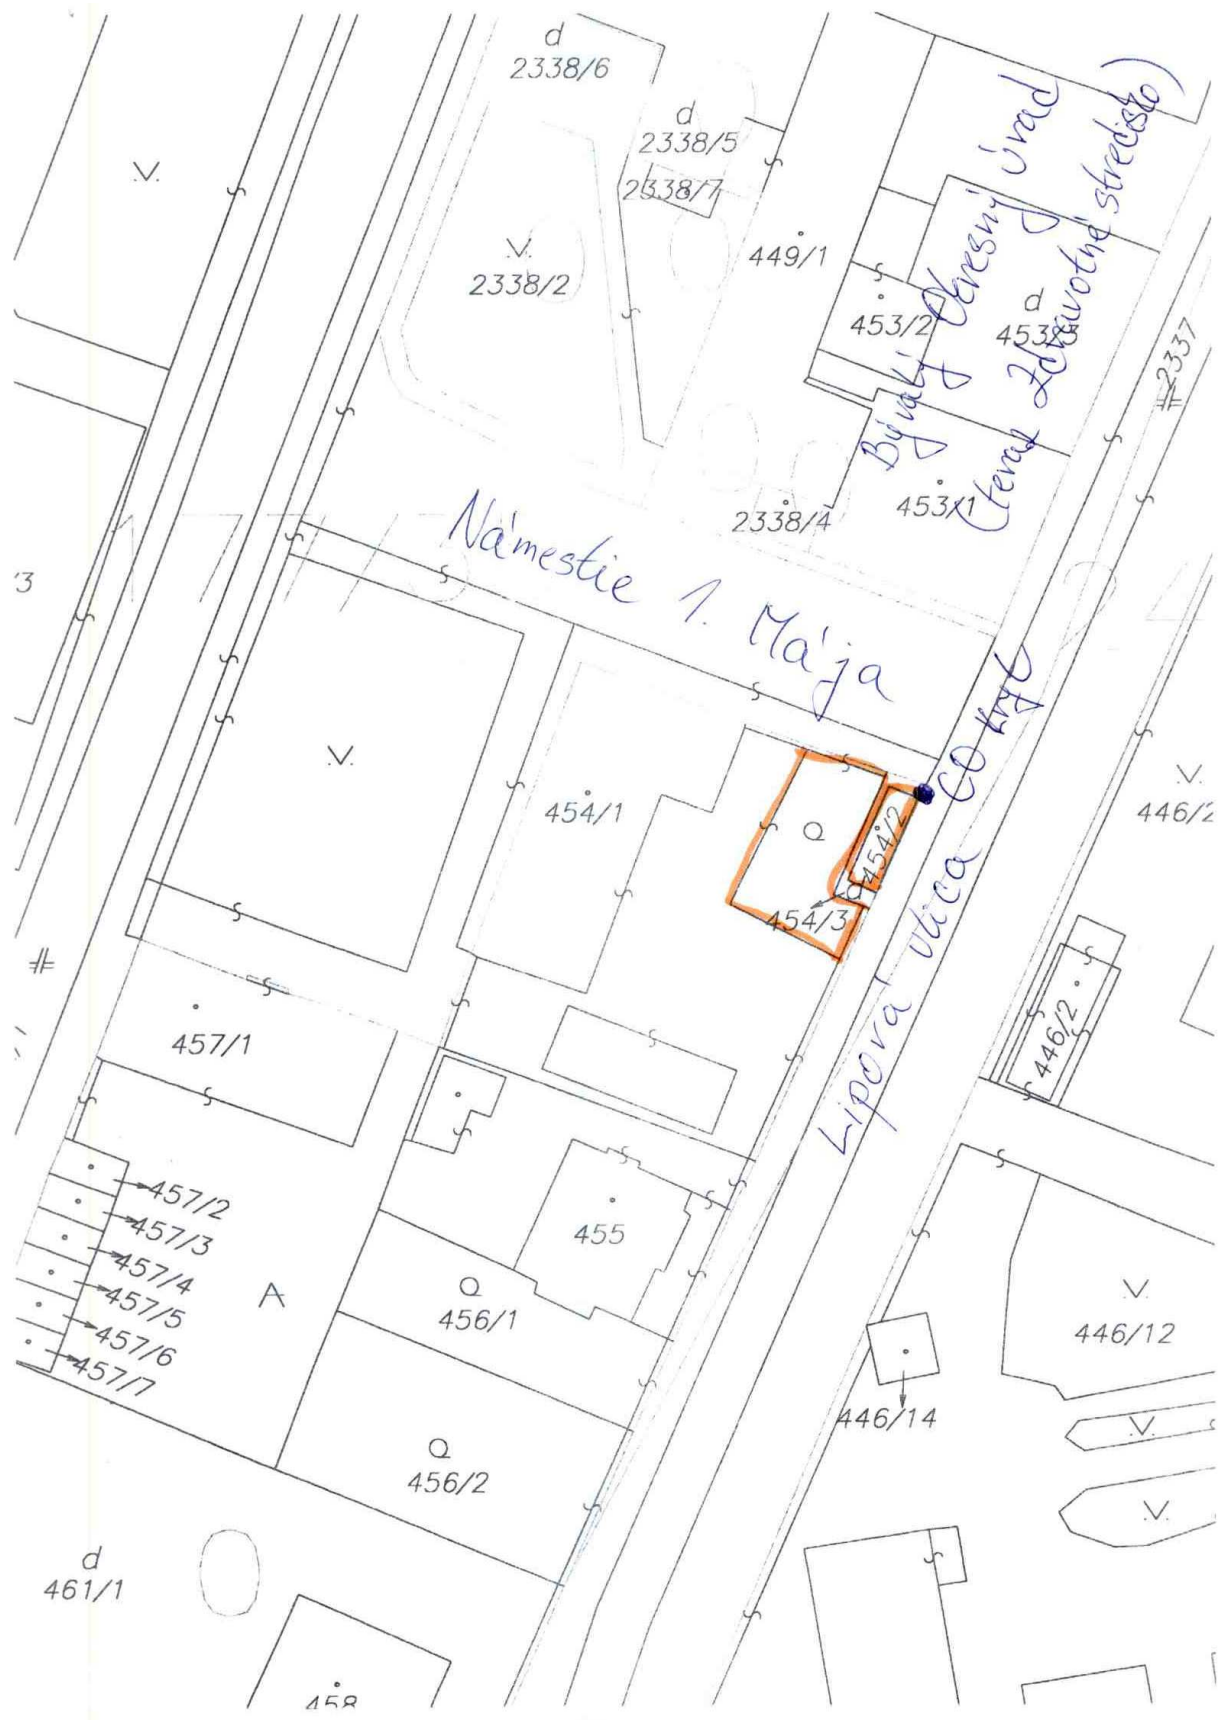 d
2338/6
d
2338/5
2338/7
V.
2338/2
449/1
453/2
d
453/3
2337
Bývalý Okresný Úrad
(teraz Zdravotné stredisko)
2338/4
453/1
Námestie 1. Mája
CO kryt
Lipová ulica
V.
V.
446/2
454/1
Q
454/2
454/3
457/1
446/2
457/2
457/3
457/4
457/5
457/6
457/7
A
455
Q
456/1
V.
446/12
446/14
V.
V.
Q
456/2
d
461/1
458